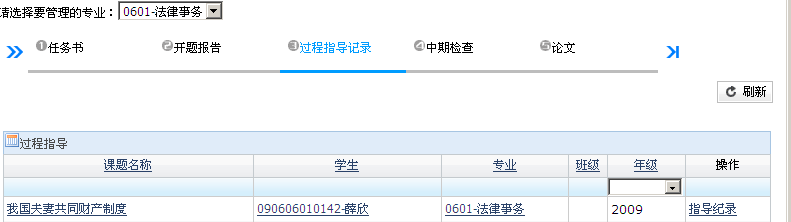 请选择要管理的专业：0601-法律事务
1任务书 2开题报告 3过程指导记录 4中期检查 5论文
刷新
过程指导
课题名称 学生 专业 班级 年级 操作
我国夫妻共同财产制度 090606010142-薛欣 0601-法律事务 2009 指导纪录